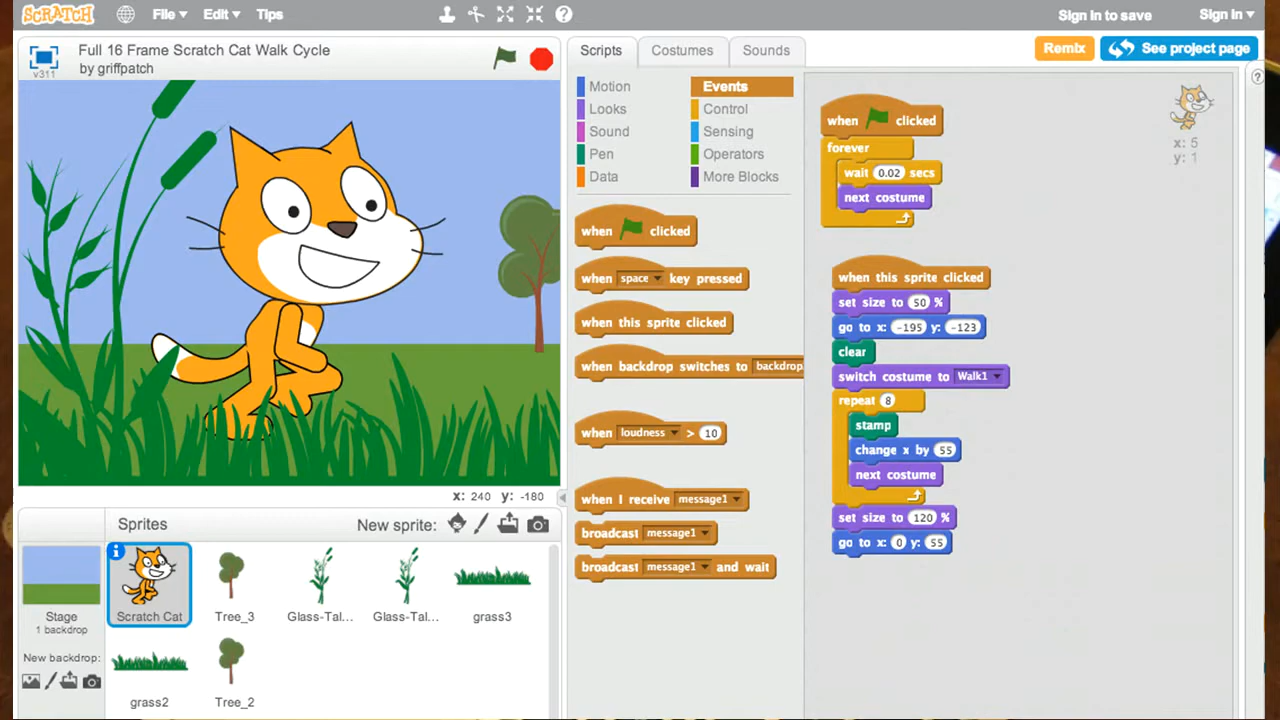 SCRATCH File Edit Tips Sign in to save Sign in
v311 Full 16 Frame Scratch Cat Walk Cycle
by griffpatch
x: 240 y: -180
Sprites New sprite:
Stage
1 backdrop
New backdrop:
Scratch Cat
Tree_3
Glass-Tal...
Glass-Tal...
grass3
grass2
Tree_2
Scripts Costumes Sounds
Remix See project page
Motion Events
Looks Control
Sound Sensing
Pen Operators
Data More Blocks
when clicked
when space key pressed
when this sprite clicked
when backdrop switches to backdrop
when loudness > 10
when I receive message1
broadcast message1
broadcast message1 and wait
when clicked
forever
wait 0.02 secs
next costume
when this sprite clicked
set size to 50 %
go to x: -195 y: -123
clear
switch costume to Walk1
repeat 8
stamp
change x by 55
next costume
set size to 120 %
go to x: 0 y: 55
x: 5
y: 1